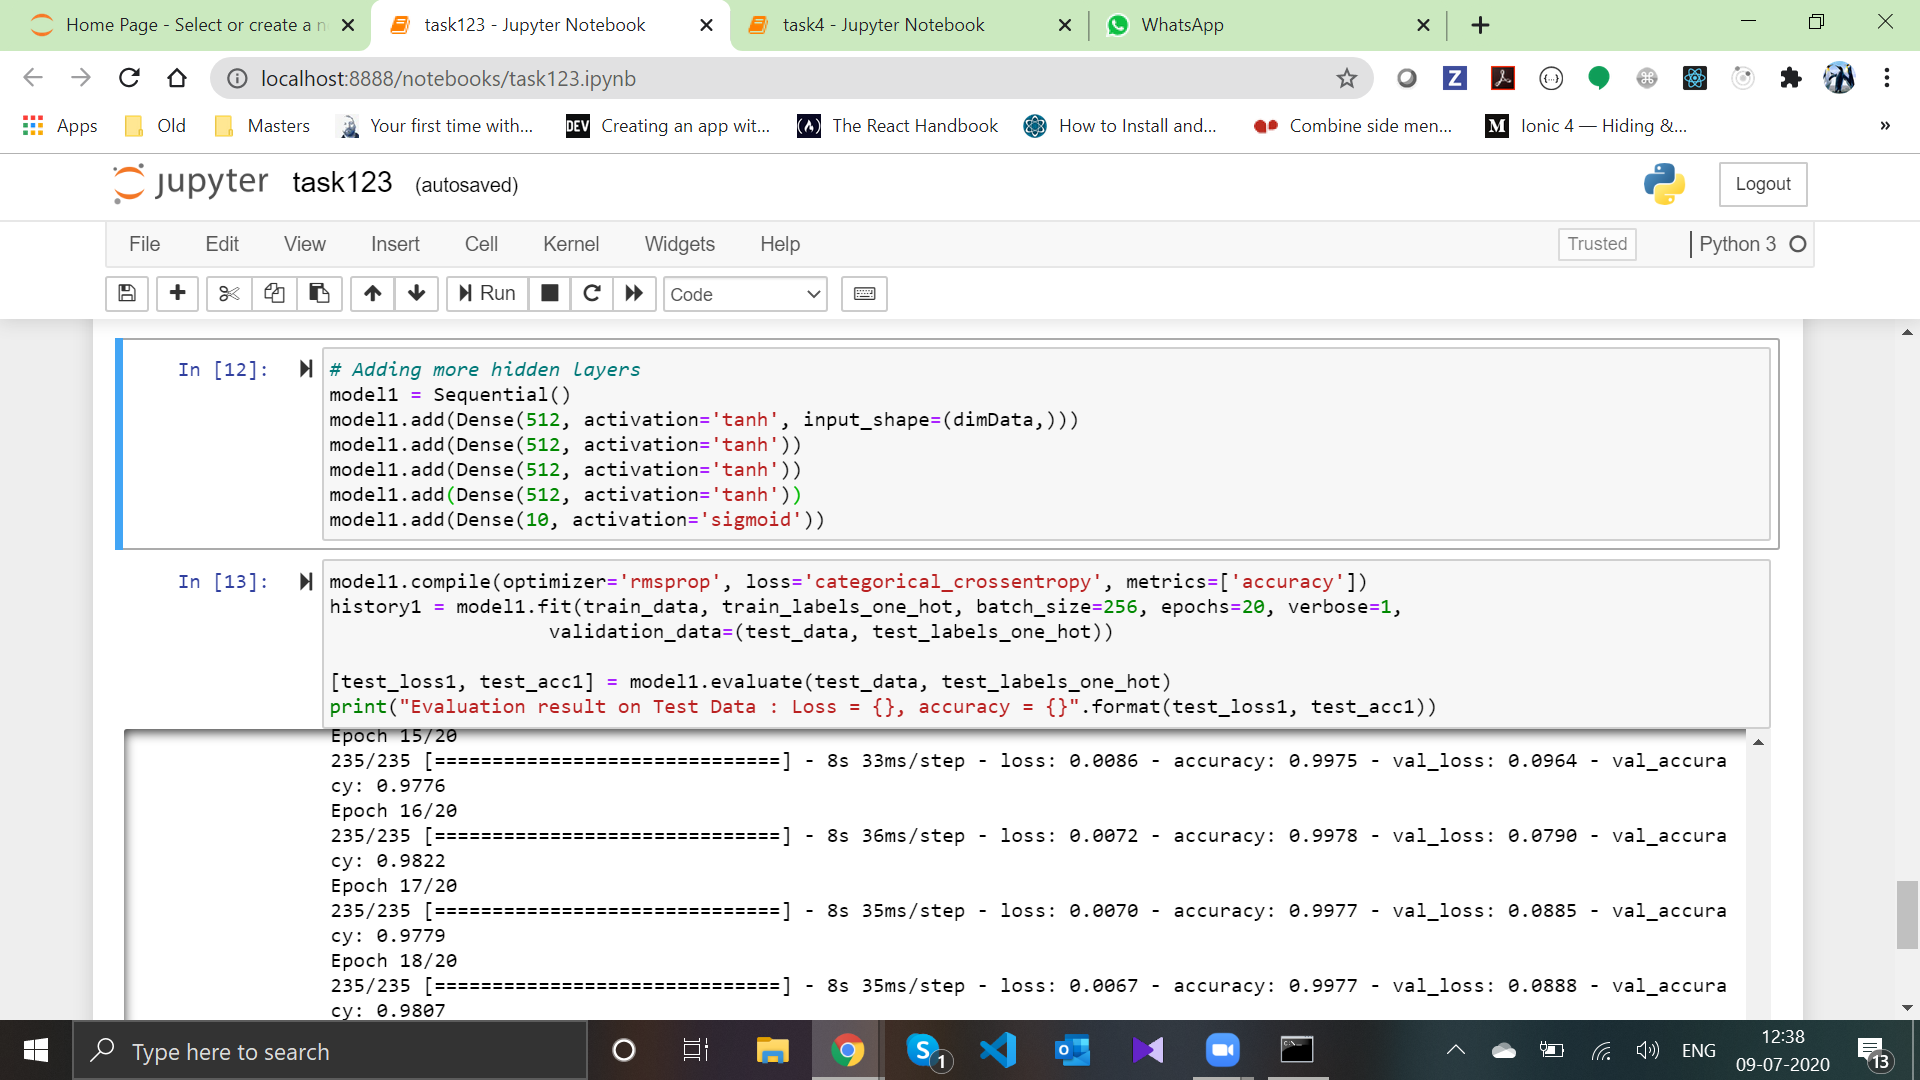 Home Page - Select or create a n
task123 - Jupyter Notebook
task4 - Jupyter Notebook
WhatsApp
localhost:8888/notebooks/task123.ipynb
Apps
Old
Masters
Your first time with...
DEV
Creating an app wit...
The React Handbook
How to Install and...
Combine side men...
Ionic 4 — Hiding &...
»
jupyter task123 (autosaved)
Logout
File Edit View Insert Cell Kernel Widgets Help
Trusted
Python 3
Run
Code
In [12]:
# Adding more hidden layers
model1 = Sequential()
model1.add(Dense(512, activation='tanh', input_shape=(dimData,)))
model1.add(Dense(512, activation='tanh'))
model1.add(Dense(512, activation='tanh'))
model1.add(Dense(512, activation='tanh'))
model1.add(Dense(10, activation='sigmoid'))
In [13]:
model1.compile(optimizer='rmsprop', loss='categorical_crossentropy', metrics=['accuracy'])
history1 = model1.fit(train_data, train_labels_one_hot, batch_size=256, epochs=20, verbose=1,
validation_data=(test_data, test_labels_one_hot))
[test_loss1, test_acc1] = model1.evaluate(test_data, test_labels_one_hot)
print("Evaluation result on Test Data : Loss = {}, accuracy = {}".format(test_loss1, test_acc1))
Epoch 15/20
235/235 [==============================] - 8s 33ms/step - loss: 0.0086 - accuracy: 0.9975 - val_loss: 0.0964 - val_accura
cy: 0.9776
Epoch 16/20
235/235 [==============================] - 8s 36ms/step - loss: 0.0072 - accuracy: 0.9978 - val_loss: 0.0790 - val_accura
cy: 0.9822
Epoch 17/20
235/235 [==============================] - 8s 35ms/step - loss: 0.0070 - accuracy: 0.9977 - val_loss: 0.0885 - val_accura
cy: 0.9779
Epoch 18/20
235/235 [==============================] - 8s 35ms/step - loss: 0.0067 - accuracy: 0.9977 - val_loss: 0.0888 - val_accura
cy: 0.9807
Type here to search
1
ENG
12:38
09-07-2020
13